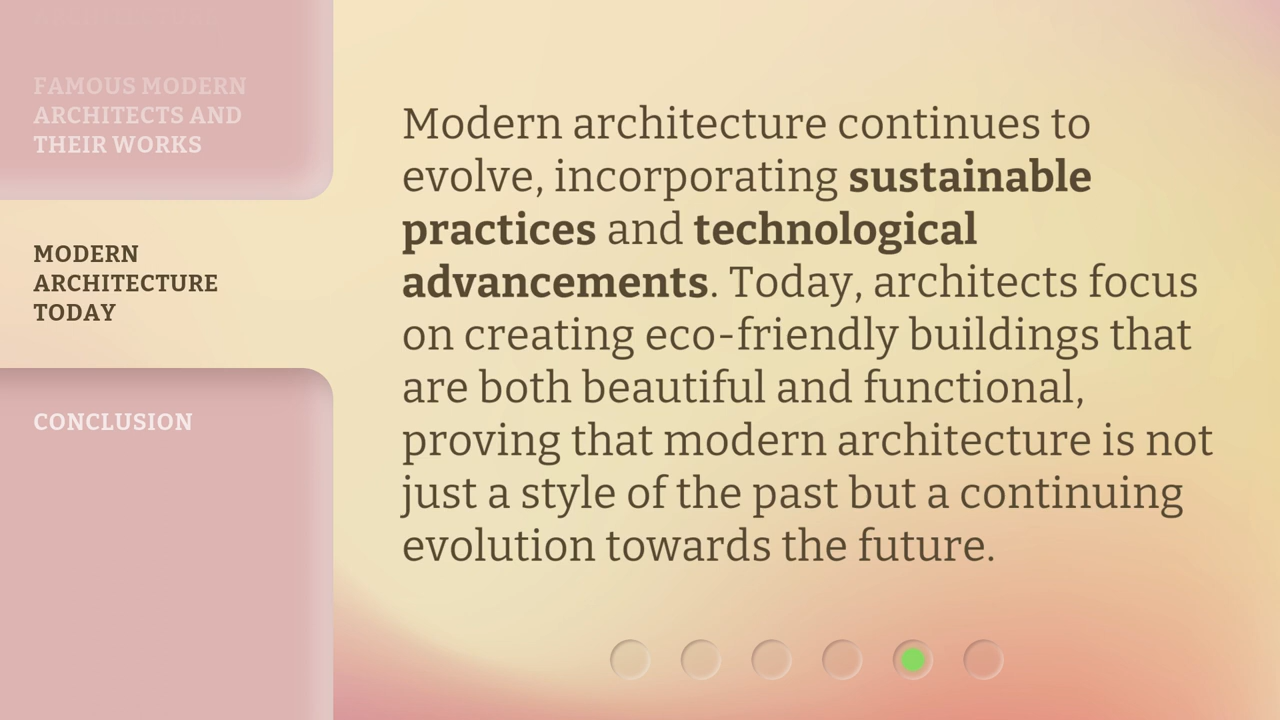 FAMOUS MODERN
ARCHITECTS AND
THEIR WORKS
MODERN
ARCHITECTURE
TODAY
CONCLUSION
Modern architecture continues to
evolve, incorporating sustainable
practices and technological
advancements. Today, architects focus
on creating eco-friendly buildings that
are both beautiful and functional,
proving that modern architecture is not
just a style of the past but a continuing
evolution towards the future.